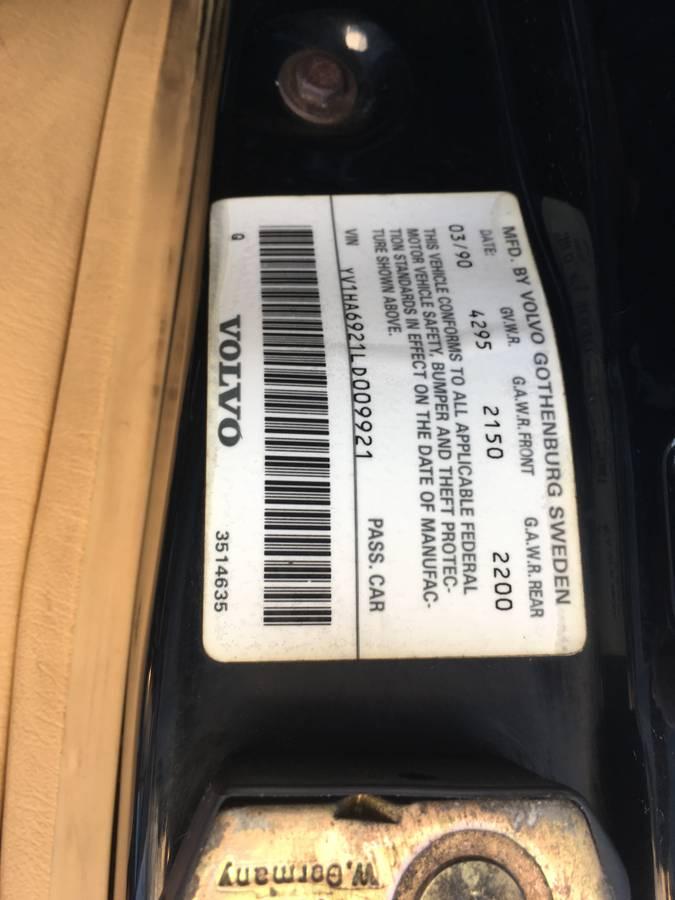 MFD. BY VOLVO GOTHENBURG SWEDEN
DATE: G.V.W.R. G.A.W.R. FRONT G.A.W.R. REAR
03/90 4295 2150 2200
THIS VEHICLE CONFORMS TO ALL APPLICABLE FEDERAL
MOTOR VEHICLE SAFETY, BUMPER AND THEFT PROTEC-
TION STANDARDS IN EFFECT ON THE DATE OF MANUFAC-
TURE SHOWN ABOVE.
VIN YV1HA6921LD009921 PASS. CAR
G VOLVO 3514635
W.Germany